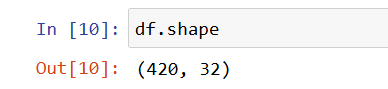 In [10]: df.shape
Out[10]: (420, 32)